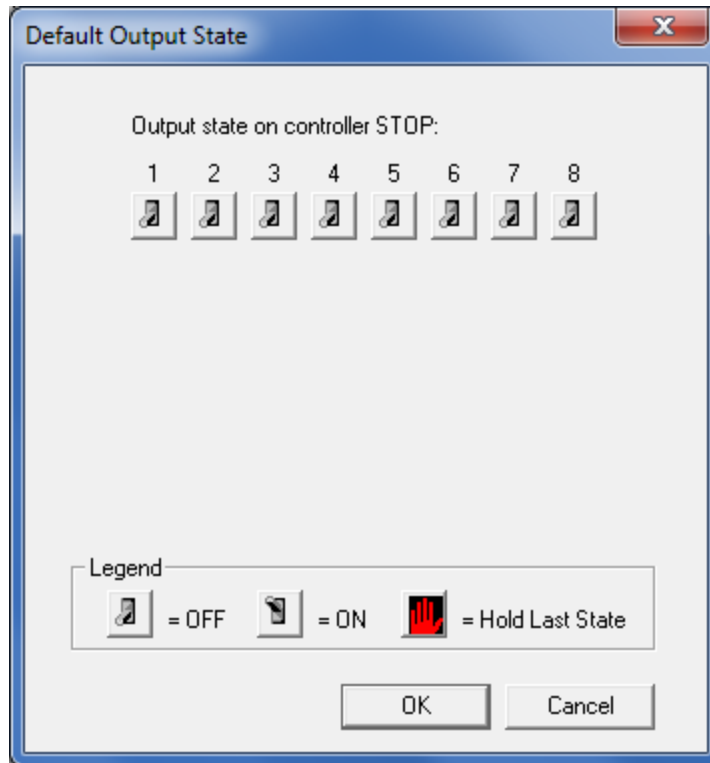 Default Output State
Output state on controller STOP:
1 2 3 4 5 6 7 8
Legend
= OFF = ON = Hold Last State
OK Cancel